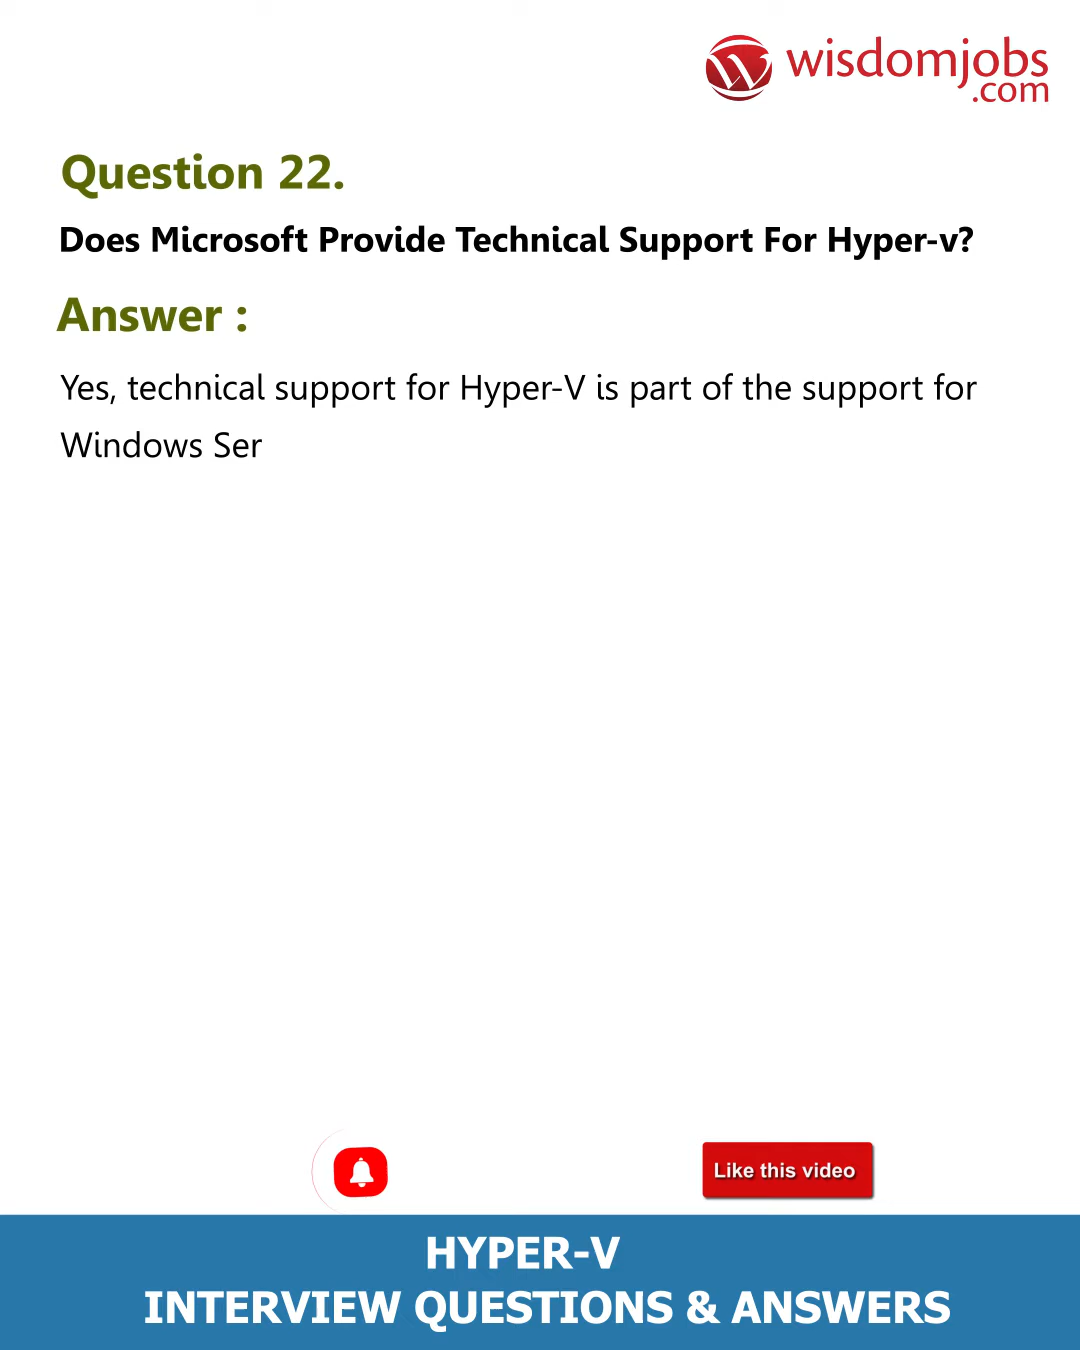 wisdomjobs
.com
Question 22.
Does Microsoft Provide Technical Support For Hyper-v?
Answer :
Yes, technical support for Hyper-V is part of the support for
Windows Ser
Like this video
HYPER-V
INTERVIEW QUESTIONS & ANSWERS